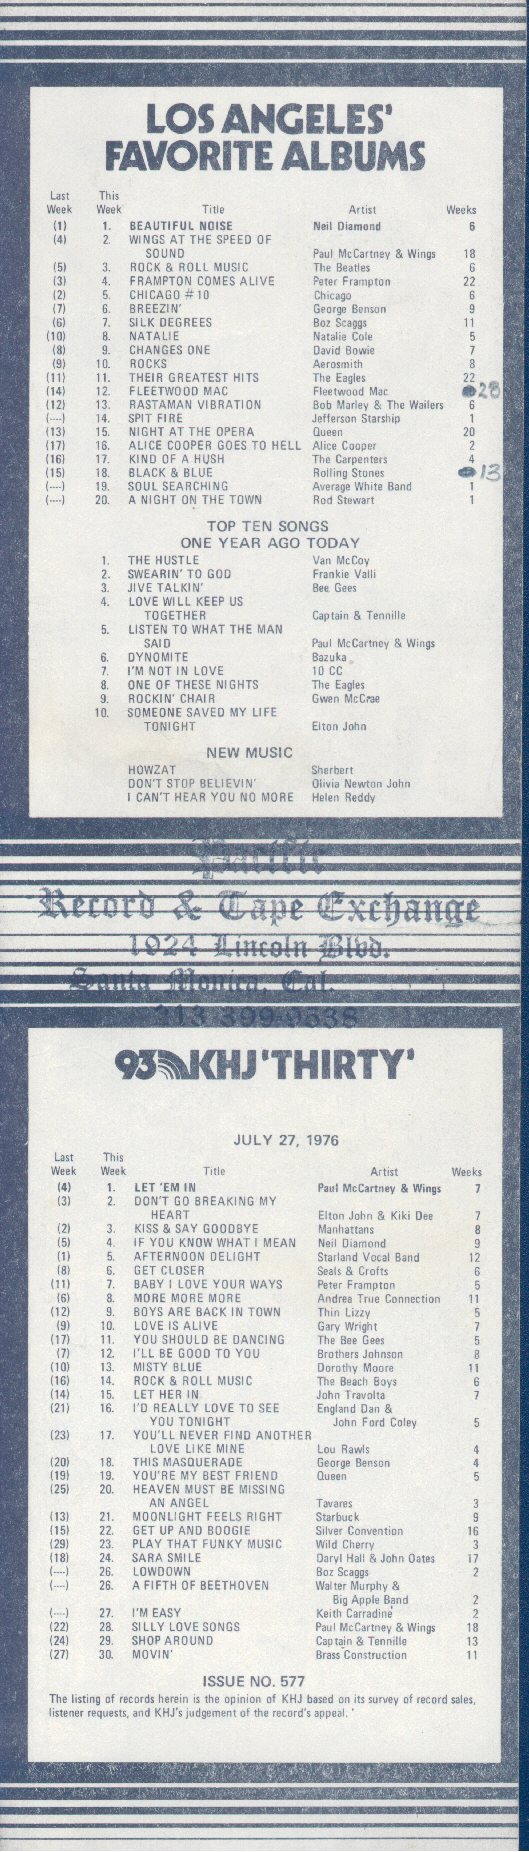 LOS ANGELES'
FAVORITE ALBUMS
Last This
Week Week Title Artist Weeks
(1) 1. BEAUTIFUL NOISE Neil Diamond 6
(4) 2. WINGS AT THE SPEED OF
SOUND Paul McCartney & Wings 18
(5) 3. ROCK & ROLL MUSIC The Beatles 6
(3) 4. FRAMPTON COMES ALIVE Peter Frampton 22
(2) 5. CHICAGO #10 Chicago 6
(7) 6. BREEZIN' George Benson 9
(6) 7. SILK DEGREES Boz Scaggs 11
(10) 8. NATALIE Natalie Cole 5
(8) 9. CHANGES ONE David Bowie 7
(9) 10. ROCKS Aerosmith 8
(11) 11. THEIR GREATEST HITS The Eagles 22
(14) 12. FLEETWOOD MAC Fleetwood Mac 28
(12) 13. RASTAMAN VIBRATION Bob Marley & The Wailers 6
(----) 14. SPIT FIRE Jefferson Starship 1
(13) 15. NIGHT AT THE OPERA Queen 20
(17) 16. ALICE COOPER GOES TO HELL Alice Cooper 2
(16) 17. KIND OF A HUSH The Carpenters 4
(15) 18. BLACK & BLUE Rolling Stones 13
(----) 19. SOUL SEARCHING Average White Band 1
(----) 20. A NIGHT ON THE TOWN Rod Stewart 1
TOP TEN SONGS
ONE YEAR AGO TODAY
1. THE HUSTLE Van McCoy
2. SWEARIN' TO GOD Frankie Valli
3. JIVE TALKIN' Bee Gees
4. LOVE WILL KEEP US
TOGETHER Captain & Tennille
5. LISTEN TO WHAT THE MAN
SAID Paul McCartney & Wings
6. DYNOMITE Bazuka
7. I'M NOT IN LOVE 10 CC
8. ONE OF THESE NIGHTS The Eagles
9. ROCKIN' CHAIR Gwen McCrae
10. SOMEONE SAVED MY LIFE
TONIGHT Elton John
NEW MUSIC
HOWZAT Sherbert
DON'T STOP BELIEVIN' Olivia Newton John
I CAN'T HEAR YOU NO MORE Helen Reddy
Pacific
Record & Tape Exchange
1024 Lincoln Blvd.
Santa Monica, Cal.
213 399-0638
93 KHJ 'THIRTY'
JULY 27, 1976
Last This
Week Week Title Artist Weeks
(4) 1. LET 'EM IN Paul McCartney & Wings 7
(3) 2. DON'T GO BREAKING MY
HEART Elton John & Kiki Dee 7
(2) 3. KISS & SAY GOODBYE Manhattans 8
(5) 4. IF YOU KNOW WHAT I MEAN Neil Diamond 9
(1) 5. AFTERNOON DELIGHT Starland Vocal Band 12
(8) 6. GET CLOSER Seals & Crofts 6
(11) 7. BABY I LOVE YOUR WAYS Peter Frampton 5
(6) 8. MORE MORE MORE Andrea True Connection 11
(12) 9. BOYS ARE BACK IN TOWN Thin Lizzy 5
(9) 10. LOVE IS ALIVE Gary Wright 7
(17) 11. YOU SHOULD BE DANCING The Bee Gees 5
(7) 12. I'LL BE GOOD TO YOU Brothers Johnson 8
(10) 13. MISTY BLUE Dorothy Moore 11
(16) 14. ROCK & ROLL MUSIC The Beach Boys 6
(14) 15. LET HER IN John Travolta 7
(21) 16. I'D REALLY LOVE TO SEE England Dan &
YOU TONIGHT John Ford Coley 5
(23) 17. YOU'LL NEVER FIND ANOTHER
LOVE LIKE MINE Lou Rawls 4
(20) 18. THIS MASQUERADE George Benson 4
(19) 19. YOU'RE MY BEST FRIEND Queen 5
(25) 20. HEAVEN MUST BE MISSING
AN ANGEL Tavares 3
(13) 21. MOONLIGHT FEELS RIGHT Starbuck 9
(15) 22. GET UP AND BOOGIE Silver Convention 16
(29) 23. PLAY THAT FUNKY MUSIC Wild Cherry 3
(18) 24. SARA SMILE Daryl Hall & John Oates 17
(----) 26. LOWDOWN Boz Scaggs 2
(----) 26. A FIFTH OF BEETHOVEN Walter Murphy &
Big Apple Band 2
(----) 27. I'M EASY Keith Carradine 2
(22) 28. SILLY LOVE SONGS Paul McCartney & Wings 18
(24) 29. SHOP AROUND Captain & Tennille 13
(27) 30. MOVIN' Brass Construction 11
ISSUE NO. 577
The listing of records herein is the opinion of KHJ based on its survey of record sales,
listener requests, and KHJ's judgement of the record's appeal.